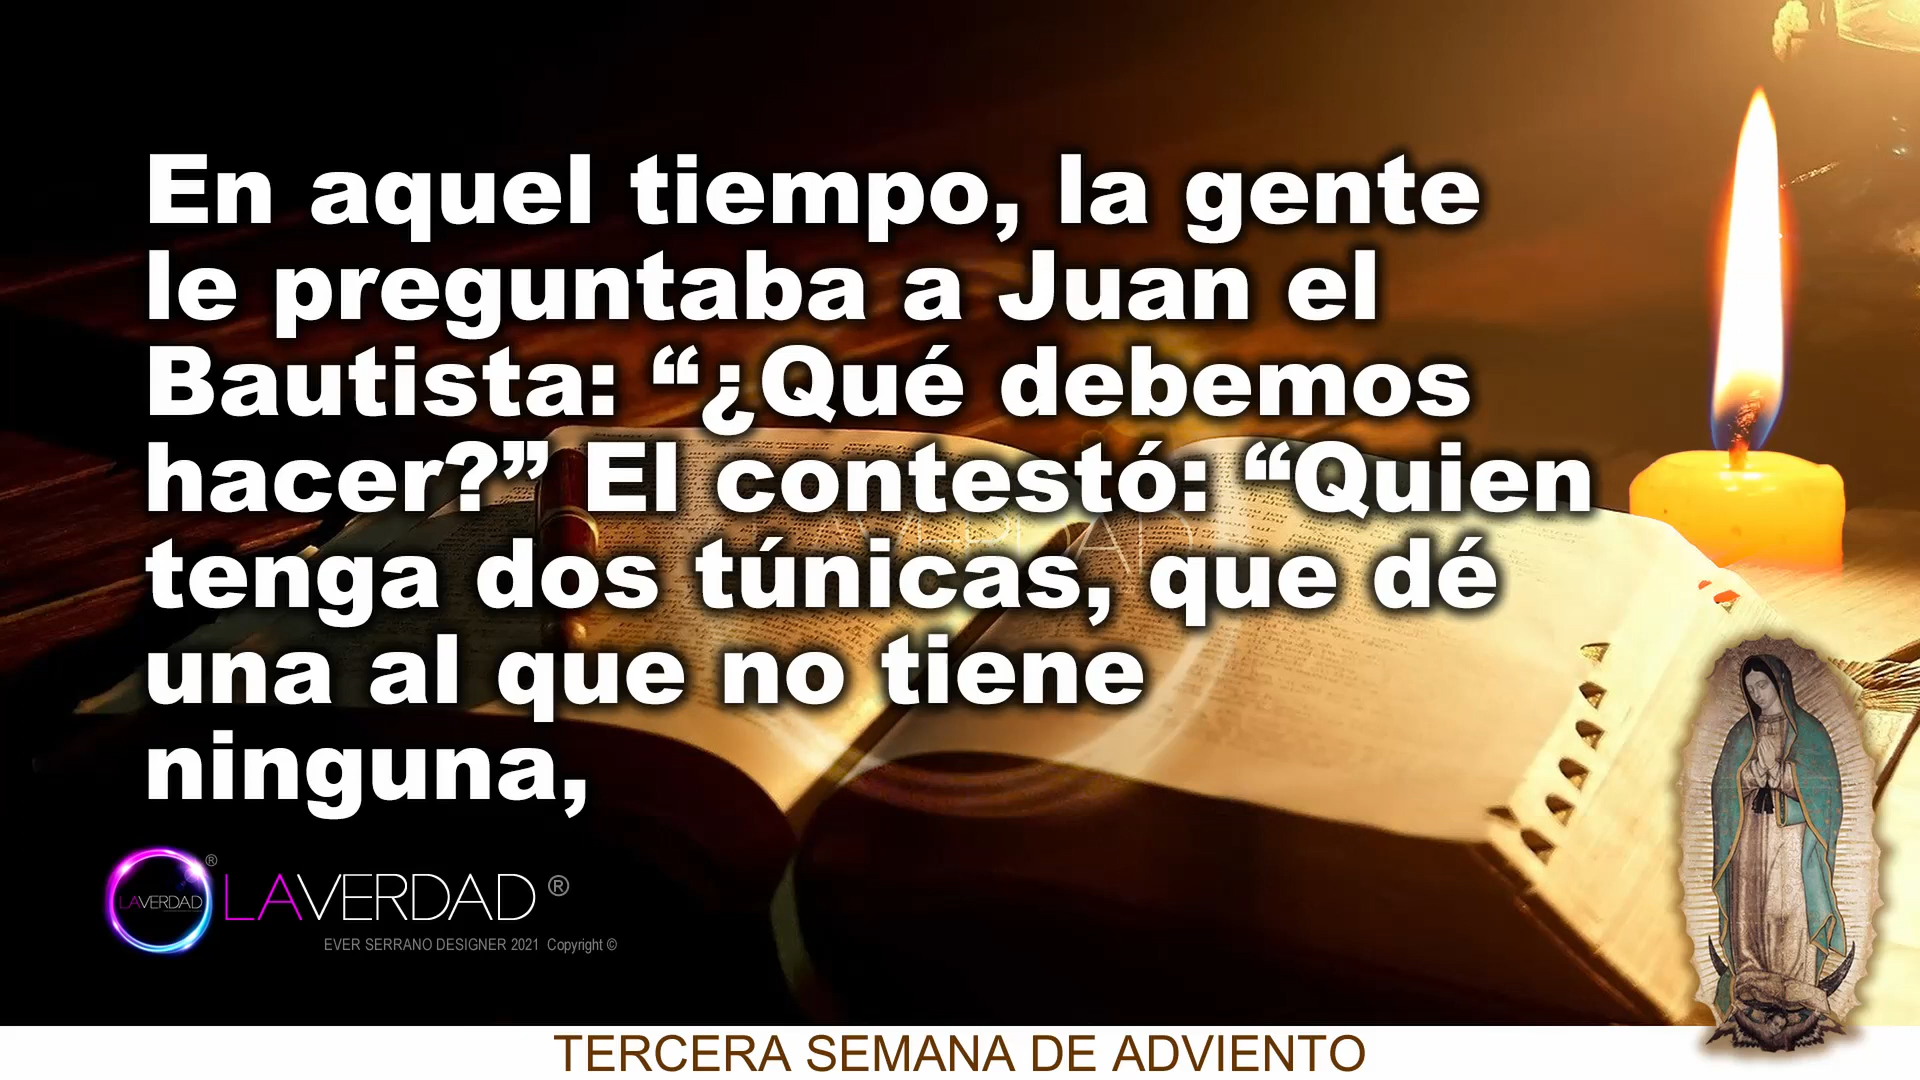 En aquel tiempo, la gente
le preguntaba a Juan el
Bautista: “¿Qué debemos
hacer?” El contestó: “Quien
tenga dos túnicas, que dé
una al que no tiene
ninguna,
LAVERDAD ®
LAVERDAD ®
EVER SERRANO DESIGNER 2021 Copyright ©
TERCERA SEMANA DE ADVIENTO